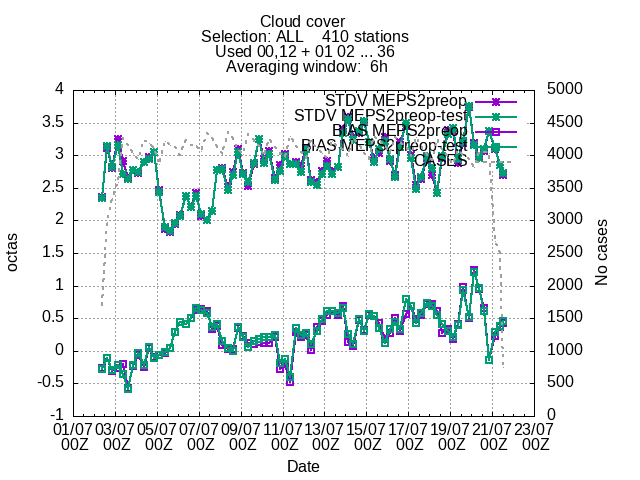 Cloud cover
Selection: ALL 410 stations
Used 00,12 + 01 02 ... 36
Averaging window: 6h
STDV MEPS2preop
STDV MEPS2preop-test
BIAS MEPS2preop
BIAS MEPS2preop-test
CASES
4
3.5
3
2.5
2
1.5
1
0.5
0
-0.5
-1
octas
5000
4500
4000
3500
3000
2500
2000
1500
1000
500
0
No cases
01/07 03/07 05/07 07/07 09/07 11/07 13/07 15/07 17/07 19/07 21/07 23/07
00Z 00Z 00Z 00Z 00Z 00Z 00Z 00Z 00Z 00Z 00Z 00Z
Date